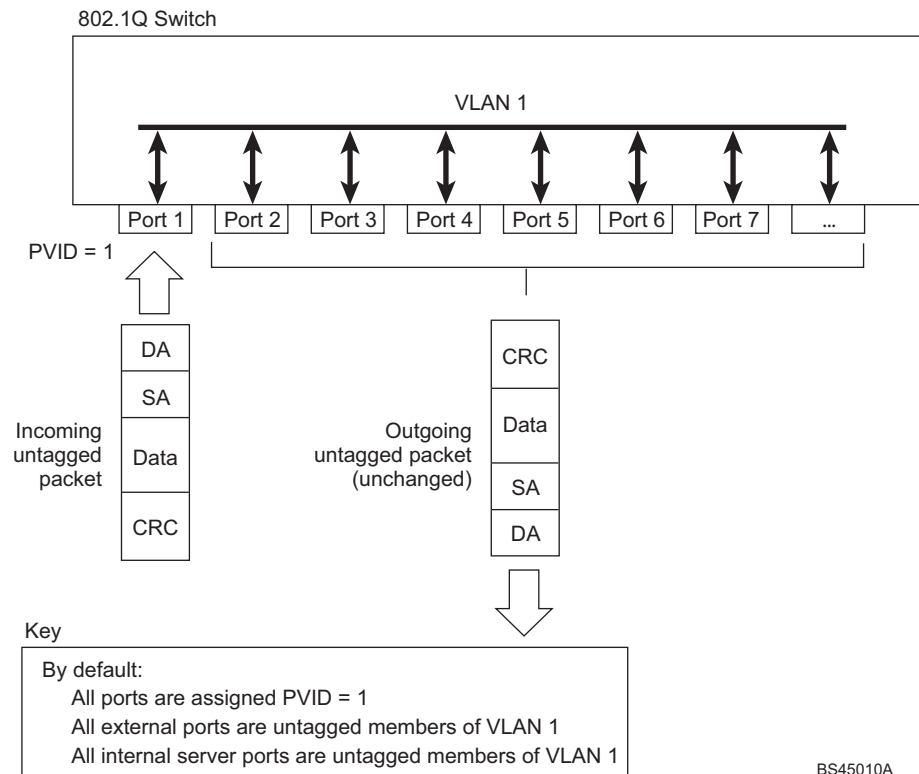 802.1Q Switch
VLAN 1
Port 1
Port 2
Port 3
Port 4
Port 5
Port 6
Port 7
...
PVID = 1
DA
SA
Data
CRC
Incoming
untagged
packet
CRC
Data
SA
DA
Outgoing
untagged packet
(unchanged)
Key
By default:
All ports are assigned PVID = 1
All external ports are untagged members of VLAN 1
All internal server ports are untagged members of VLAN 1
BS45010A